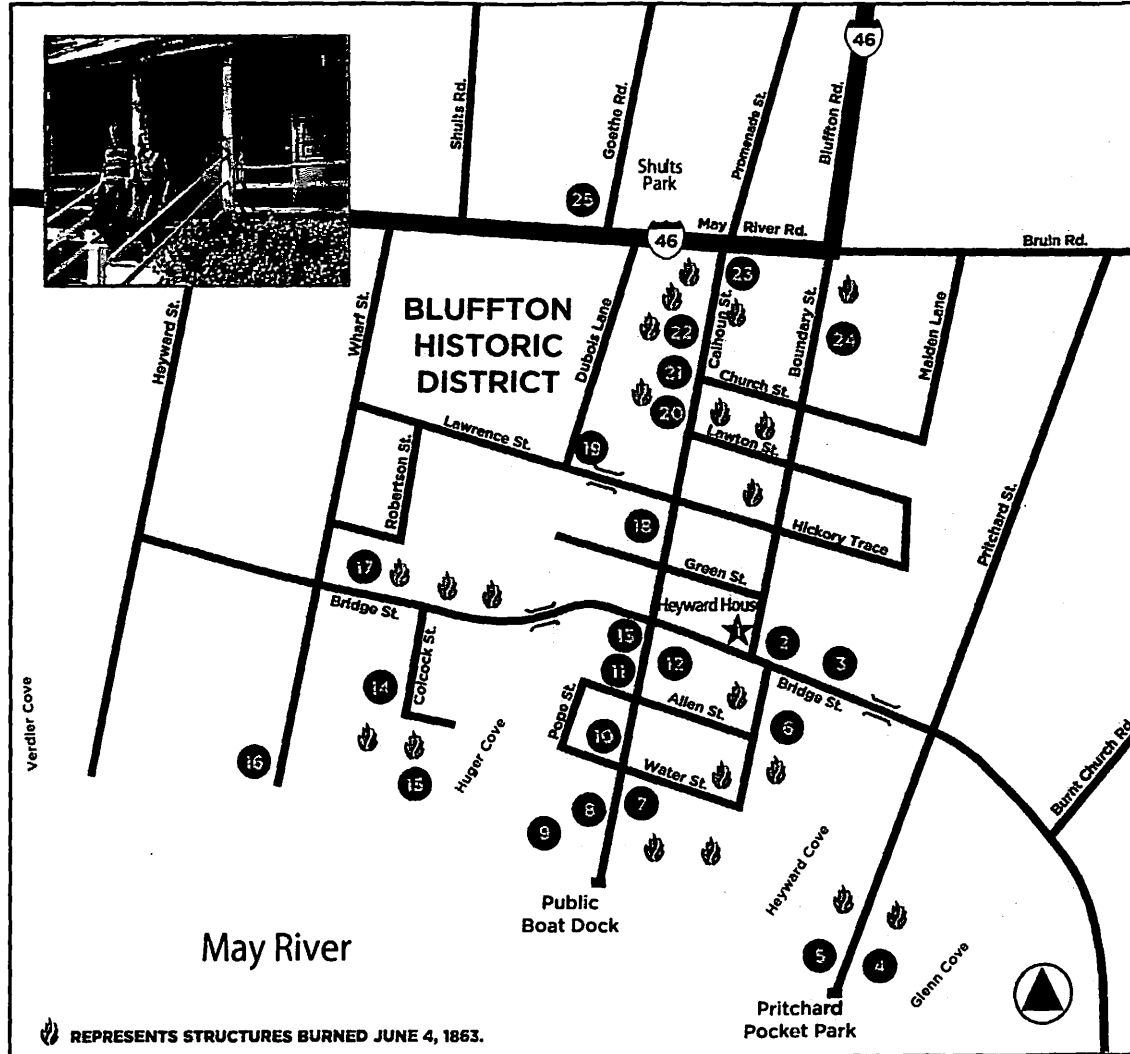 46
Shults Rd.
Goethe Rd.
Promenade St.
Bluffton Rd.
Shults
Park
25
46
May River Rd.
Bruin Rd.
Heyward St.
Wharf St.
BLUFFTON
HISTORIC
DISTRICT
Dubois Lane
Calhoun St.
Boundary St.
Maiden Lane
Pritchard St.
23
22
24
21
20
Church St.
Lawton St.
Lawrence St.
19
Robertson St.
18
Hickory Trace
Green St.
17
Bridge St.
Heyward House
1
2
3
13
11
12
Colcock St.
14
Pope St.
Allen St.
Bridge St.
6
10
Water St.
Verdier Cove
16
15
Huger Cove
9
8
7
Burnt Church Rd.
Heyward Cove
Public
Boat Dock
May River
5
4
Glenn Cove
Pritchard
Pocket Park
REPRESENTS STRUCTURES BURNED JUNE 4, 1863.